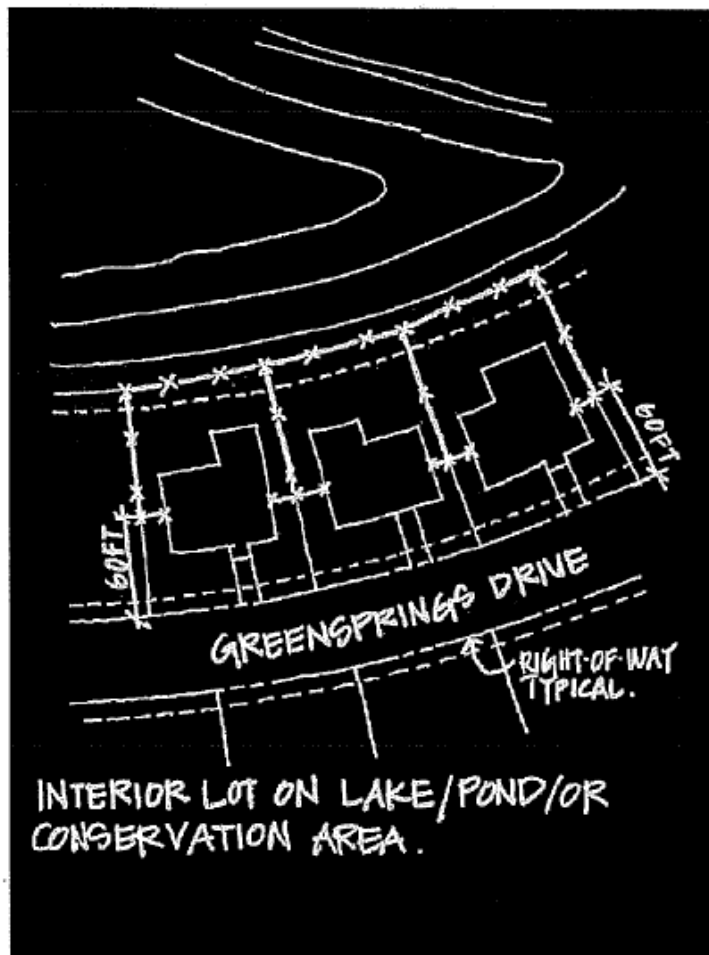 60FT
60FT
GREENSPRINGS DRIVE
RIGHT-OF-WAY
TYPICAL.
INTERIOR LOT ON LAKE/POND/OR
CONSERVATION AREA.